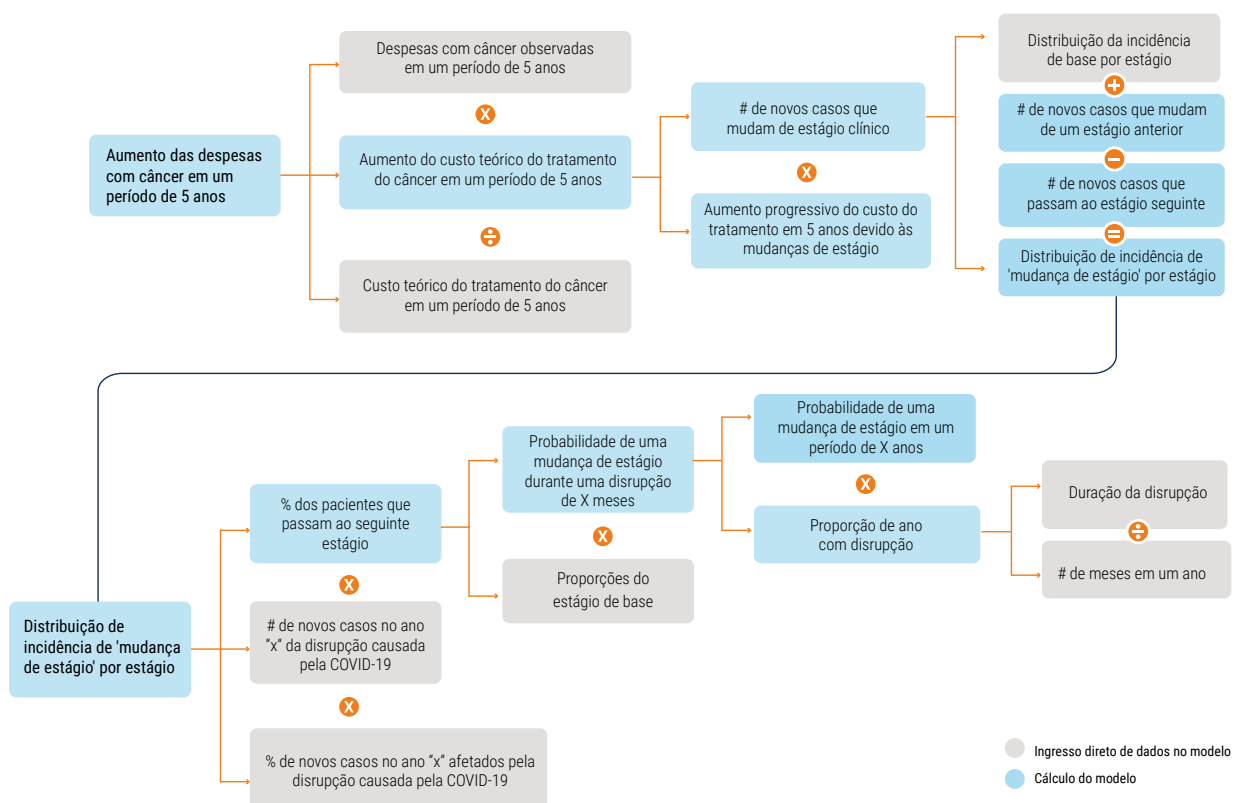 Despesas com câncer observadas
em um período de 5 anos
X
Aumento das despesas
com câncer em um
período de 5 anos
Aumento do custo teórico do tratamento
do câncer em um período de 5 anos
÷
Custo teórico do tratamento do câncer
em um período de 5 anos
# de novos casos que
mudam de estágio clínico
X
Aumento progressivo do custo do
tratamento em 5 anos devido às
mudanças de estágio
Distribuição da incidência
de base por estágio
+
# de novos casos que mudam
de um estágio anterior
−
# de novos casos que
passam ao estágio seguinte
=
Distribuição de incidência de
'mudança de estágio' por estágio
Distribuição de
incidência de 'mudança
de estágio' por estágio
% dos pacientes que
passam ao seguinte
estágio
X
# de novos casos no ano
“x” da disrupção causada
pela COVID-19
X
% de novos casos no ano “x” afetados pela
disrupção causada pela COVID-19
Probabilidade de uma
mudança de estágio
durante uma disrupção
de X meses
X
Proporções do
estágio de base
Probabilidade de uma
mudança de estágio em um
período de X anos
X
Proporção de ano
com disrupção
Duração da disrupção
÷
# de meses em um ano
Ingresso direto de dados no modelo
Cálculo do modelo